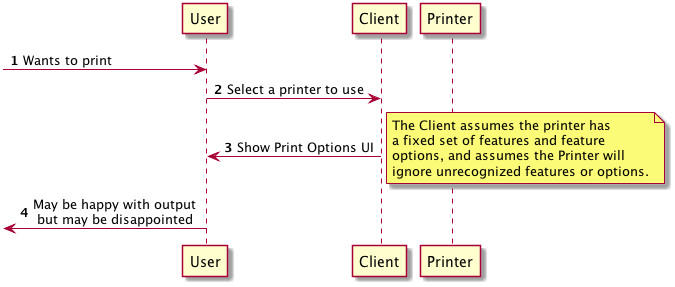 User Client Printer
1 Wants to print
2 Select a printer to use
The Client assumes the printer has
a fixed set of features and feature
options, and assumes the Printer will
ignore unrecognized features or options.
3 Show Print Options UI
4 May be happy with output
but may be disappointed
User Client Printer